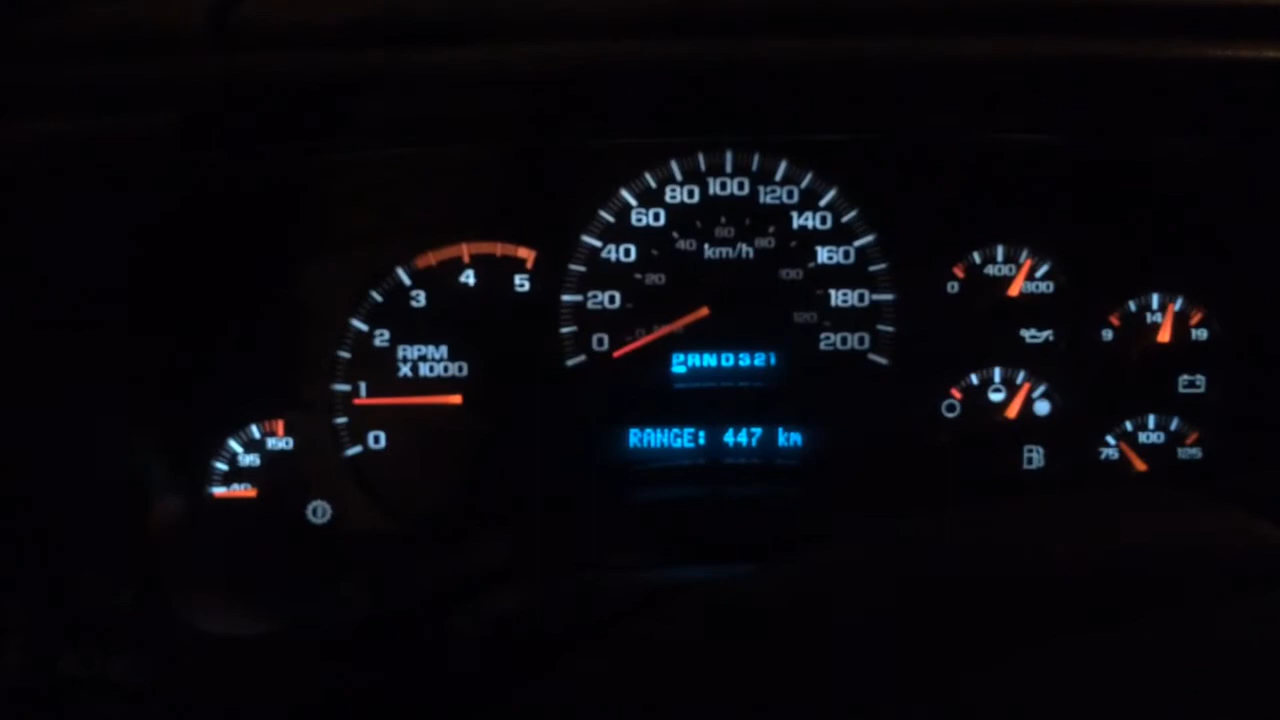 80 100 120
60 140
40 160
20 180
0 200
20 40 60 80 100 120
km/h
PRND321
RANGE: 447 km
0 1 2 3 4 5
RPM
X1000
40 95 150
0 400 800
9 14 19
75 100 125